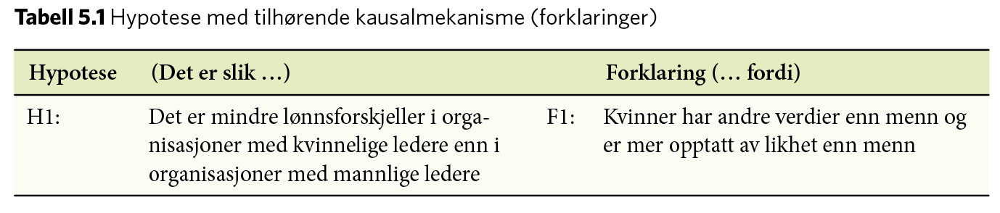 Tabell 5.1 Hypotese med tilhørende kausalmekanisme (forklaringer)
Hypotese (Det er slik …) Forklaring (… fordi)
H1: Det er mindre lønnsforskjeller i orga- F1: Kvinner har andre verdier enn menn og
nisasjoner med kvinnelige ledere enn i er mer opptatt av likhet enn menn
organisasjoner med mannlige ledere